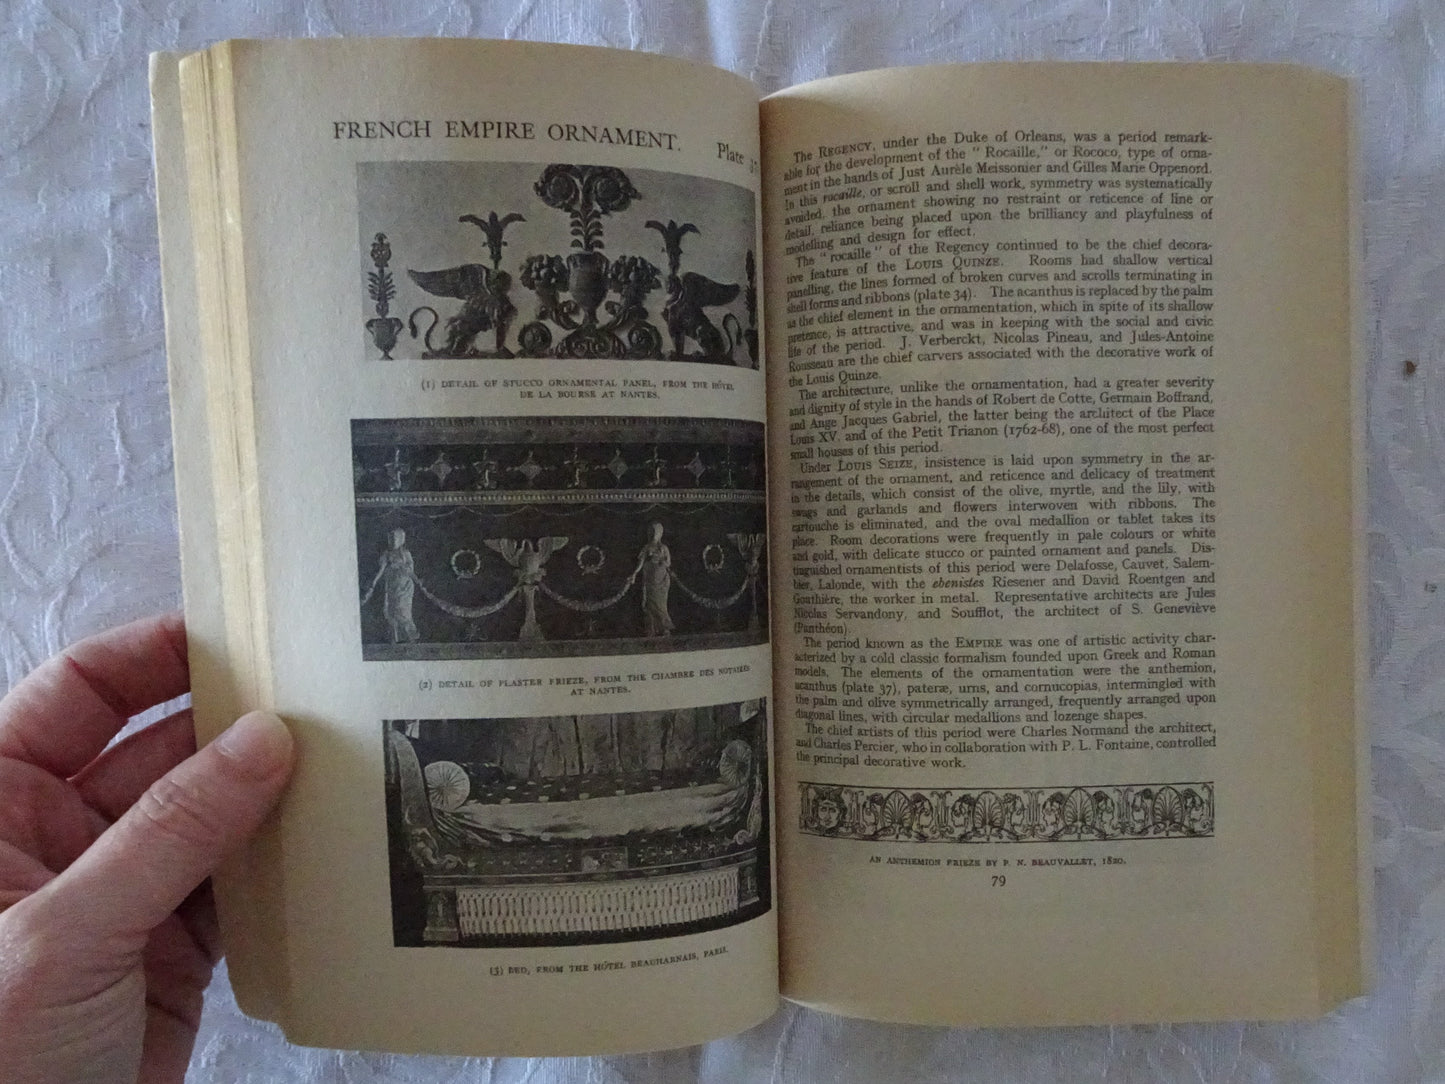 FRENCH EMPIRE ORNAMENT.
Plate 3
(1) DETAIL OF STUCCO ORNAMENTAL PANEL, FROM THE HÔTEL
DE LA BOURSE AT NANTES.
(2) DETAIL OF PLASTER FRIEZE, FROM THE CHAMBRE DES NOTAIRES
AT NANTES.
(3) BED, FROM THE HÔTEL BEAUHARNAIS, PARIS.
The REGENCY, under the Duke of Orleans, was a period remark-
able for the development of the "Rocaille," or Rococo, type of orna-
ment in the hands of Just Aurèle Meissonier and Gilles Marie Oppenord.
In this rocaille, or scroll and shell work, symmetry was systematically
avoided, the ornament showing no restraint or reticence of line or
detail, reliance being placed upon the brilliancy and playfulness of
modelling and design for effect.
The "rocaille" of the Regency continued to be the chief decora-
tive feature of the LOUIS QUINZE. Rooms had shallow vertical
panelling, the lines formed of broken curves and scrolls terminating in
shell forms and ribbons (plate 34). The acanthus is replaced by the palm
as the chief element in the ornamentation, which in spite of its shallow
pretence, is attractive, and was in keeping with the social and civic
life of the period. J. Verberckt, Nicolas Pineau, and Jules-Antoine
Rousseau are the chief carvers associated with the decorative work of
the Louis Quinze.
The architecture, unlike the ornamentation, had a greater severity
and dignity of style in the hands of Robert de Cotte, Germain Boffrand,
and Ange Jacques Gabriel, the latter being the architect of the Place
Louis XV. and of the Petit Trianon (1762-68), one of the most perfect
small houses of this period.
Under LOUIS SEIZE, insistence is laid upon symmetry in the ar-
rangement of the ornament, and reticence and delicacy of treatment
in the details, which consist of the olive, myrtle, and the lily, with
swags and garlands and flowers interwoven with ribbons. The
cartouche is eliminated, and the oval medallion or tablet takes its
place. Room decorations were frequently in pale colours or white
and gold, with delicate stucco or painted ornament and panels. Dis-
tinguished ornamentists of this period were Delafosse, Cauvet, Salem-
bier, Lalonde, with the ebenistes Riesener and David Roentgen and
Gouthière, the worker in metal. Representative architects are Jules
Nicolas Servandony, and Soufflot, the architect of S. Geneviève
(Panthéon).
The period known as the EMPIRE was one of artistic activity char-
acterized by a cold classic formalism founded upon Greek and Roman
models. The elements of the ornamentation were the anthemion,
acanthus (plate 37), pateræ, urns, and cornucopias, intermingled with
the palm and olive symmetrically arranged, frequently arranged upon
diagonal lines, with circular medallions and lozenge shapes.
The chief artists of this period were Charles Normand the architect,
and Charles Percier, who in collaboration with P. L. Fontaine, controlled
the principal decorative work.
AN ANTHEMION FRIEZE BY P. N. BEAUVALLET, 1820.
79